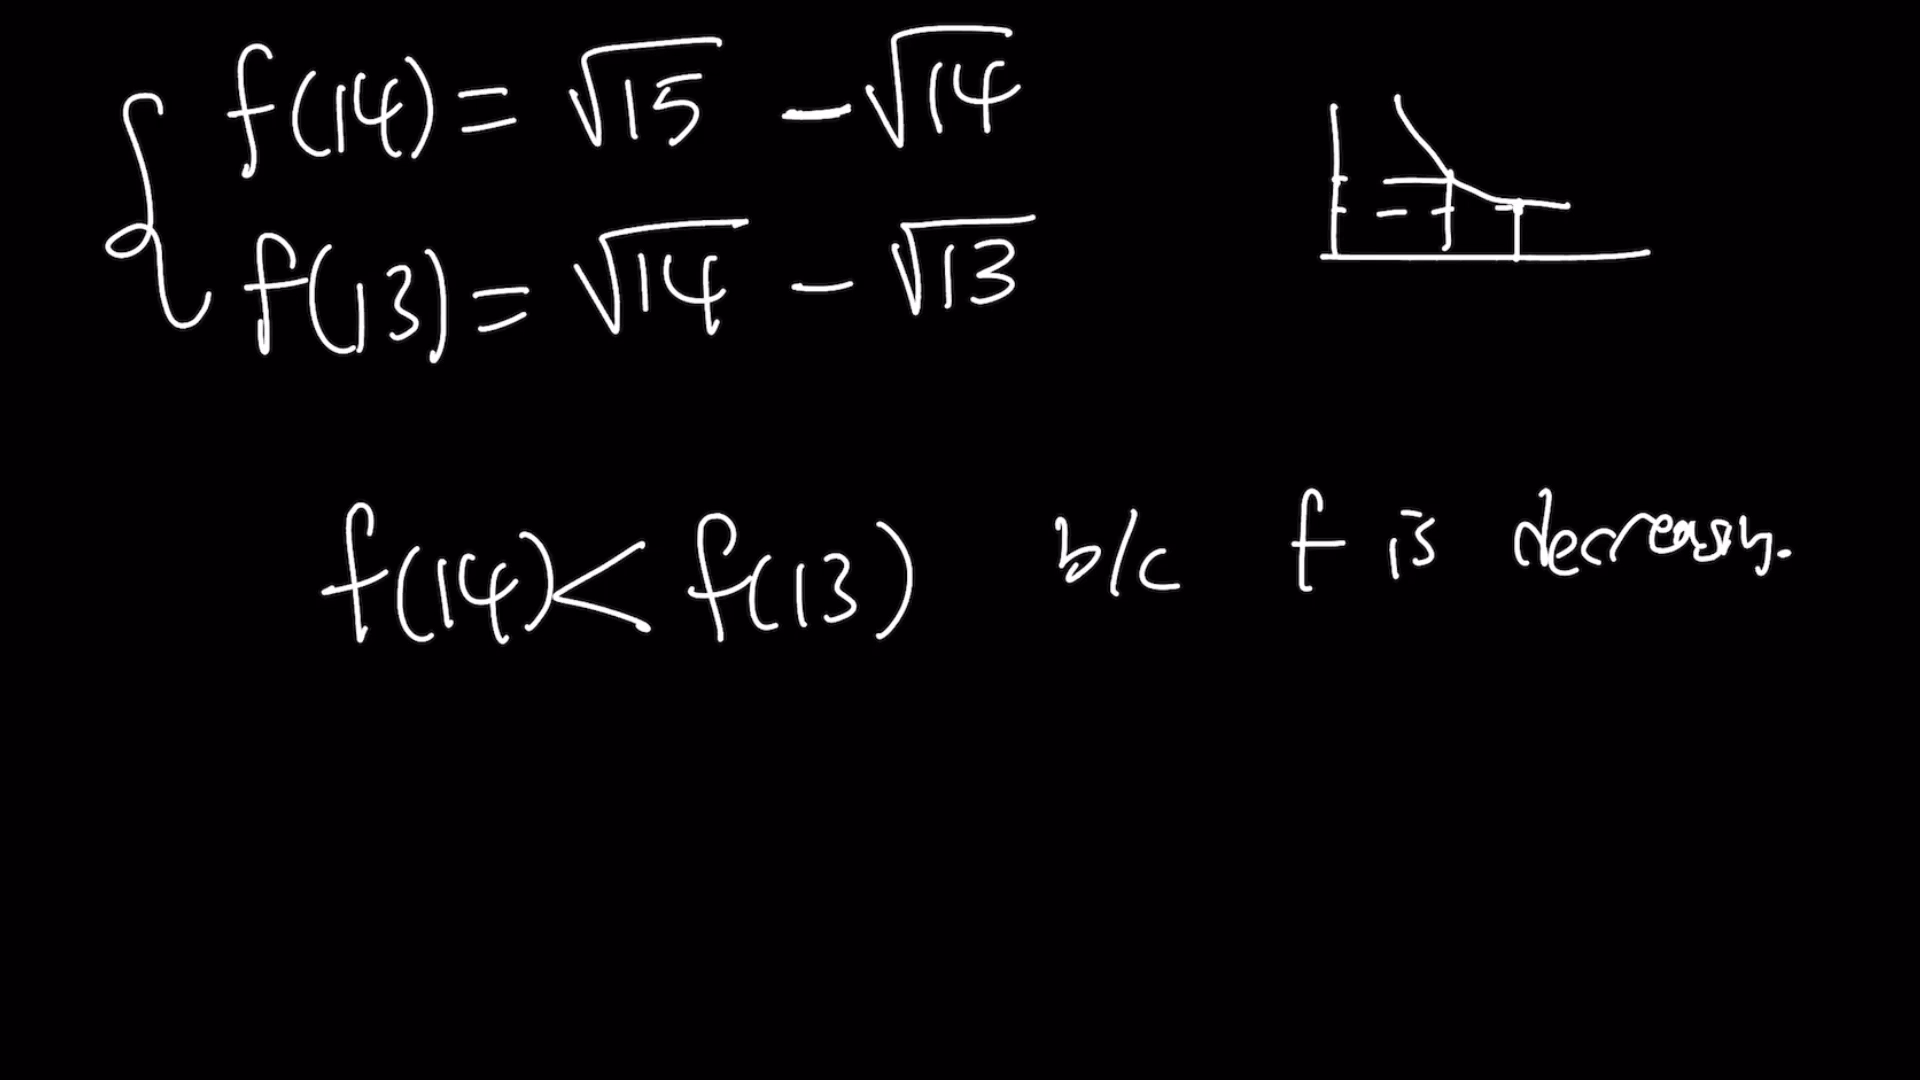 f(14) = √15 - √14
f(13) = √14 - √13
f(14) < f(13) b/c f is decreasing.